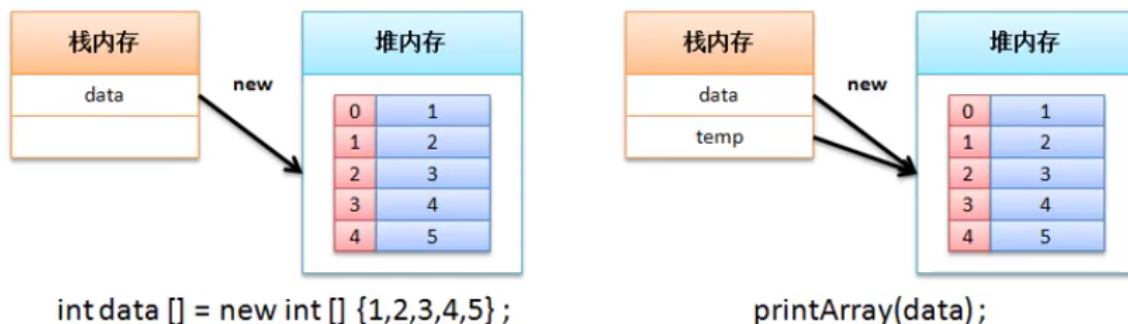 栈内存
堆内存
data
new
0 1
1 2
2 3
3 4
4 5
int data [] = new int [] {1,2,3,4,5} ;
栈内存
堆内存
data
new
temp
0 1
1 2
2 3
3 4
4 5
printArray(data) ;